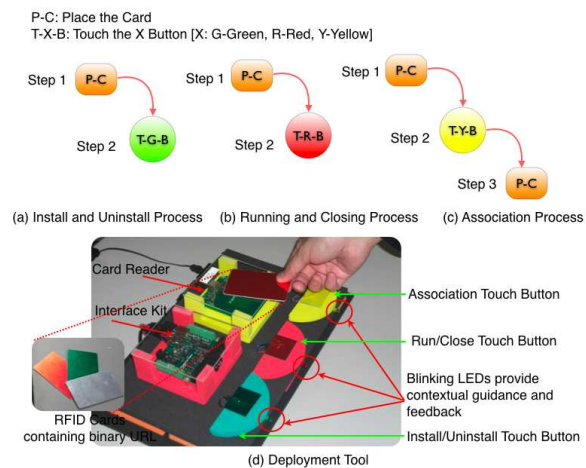 P-C: Place the Card
T-X-B: Touch the X Button [X: G-Green, R-Red, Y-Yellow]
Step 1
P-C
Step 2
T-G-B
(a) Install and Uninstall Process
Step 1
P-C
Step 2
T-R-B
(b) Running and Closing Process
Step 1
P-C
Step 2
T-Y-B
Step 3
P-C
(c) Association Process
Card Reader
Interface Kit
RFID Cards
containing binary URL
Association Touch Button
Run/Close Touch Button
Blinking LEDs provide
contextual guidance and
feedback
Install/Uninstall Touch Button
(d) Deployment Tool